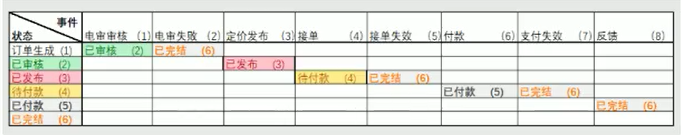 事件
状态 电审审核 (1) 电审失败 (2) 定价发布 (3) 接单 (4) 接单失效 (5) 付款 (6) 支付失效 (7) 反馈 (8)
订单生成 (1) 已审核 (2) 已完结 (6)
已审核 (2) 已发布 (3)
已发布 (3) 待付款 (4) 已完结 (6)
待付款 (4) 已付款 (5) 已完结 (6)
已付款 (5) 已完结 (6)
已完结 (6)